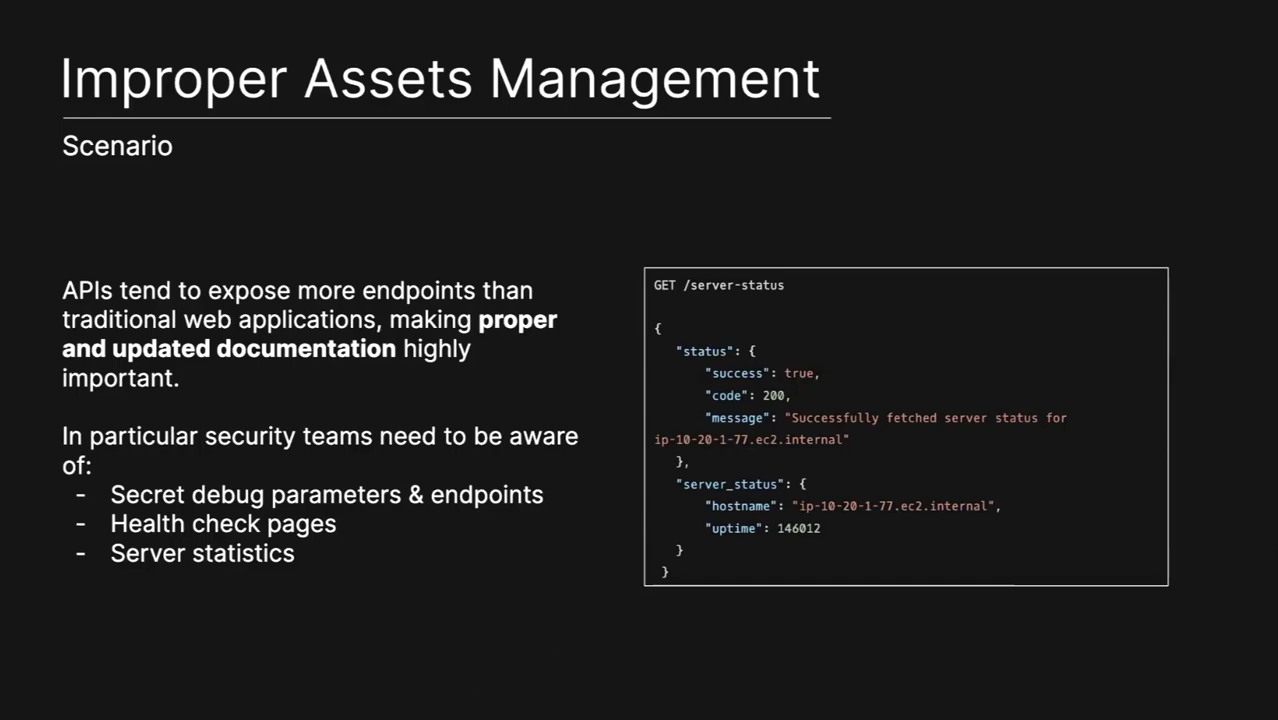 Improper Assets Management
Scenario
APIs tend to expose more endpoints than
traditional web applications, making proper
and updated documentation highly
important.
In particular security teams need to be aware
of:
- Secret debug parameters & endpoints
- Health check pages
- Server statistics
GET /server-status
{
"status": {
"success": true,
"code": 200,
"message": "Successfully fetched server status for
ip-10-20-1-77.ec2.internal"
},
"server_status": {
"hostname": "ip-10-20-1-77.ec2.internal",
"uptime": 146012
}
}